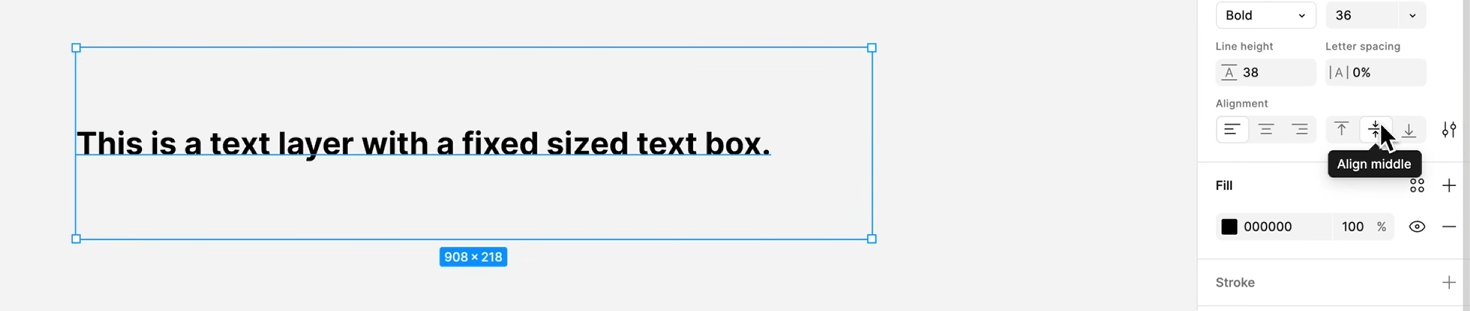 Bold 36
Line height Letter spacing
A 38 |A| 0%
Alignment
This is a text layer with a fixed sized text box.
Align middle
Fill
000000 100 %
908 × 218
Stroke